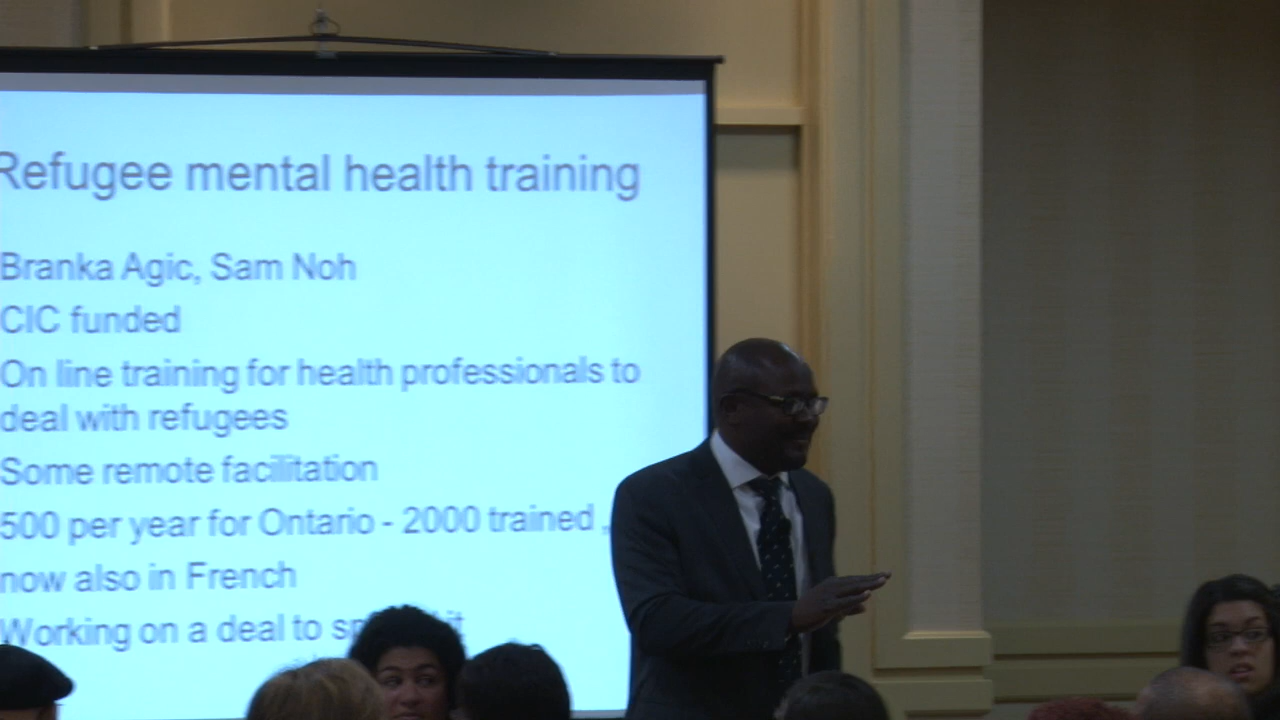 Refugee mental health training
Branka Agic, Sam Noh
CIC funded
On line training for health professionals to
deal with refugees
Some remote facilitation
500 per year for Ontario - 2000 trained ,
now also in French
Working on a deal to